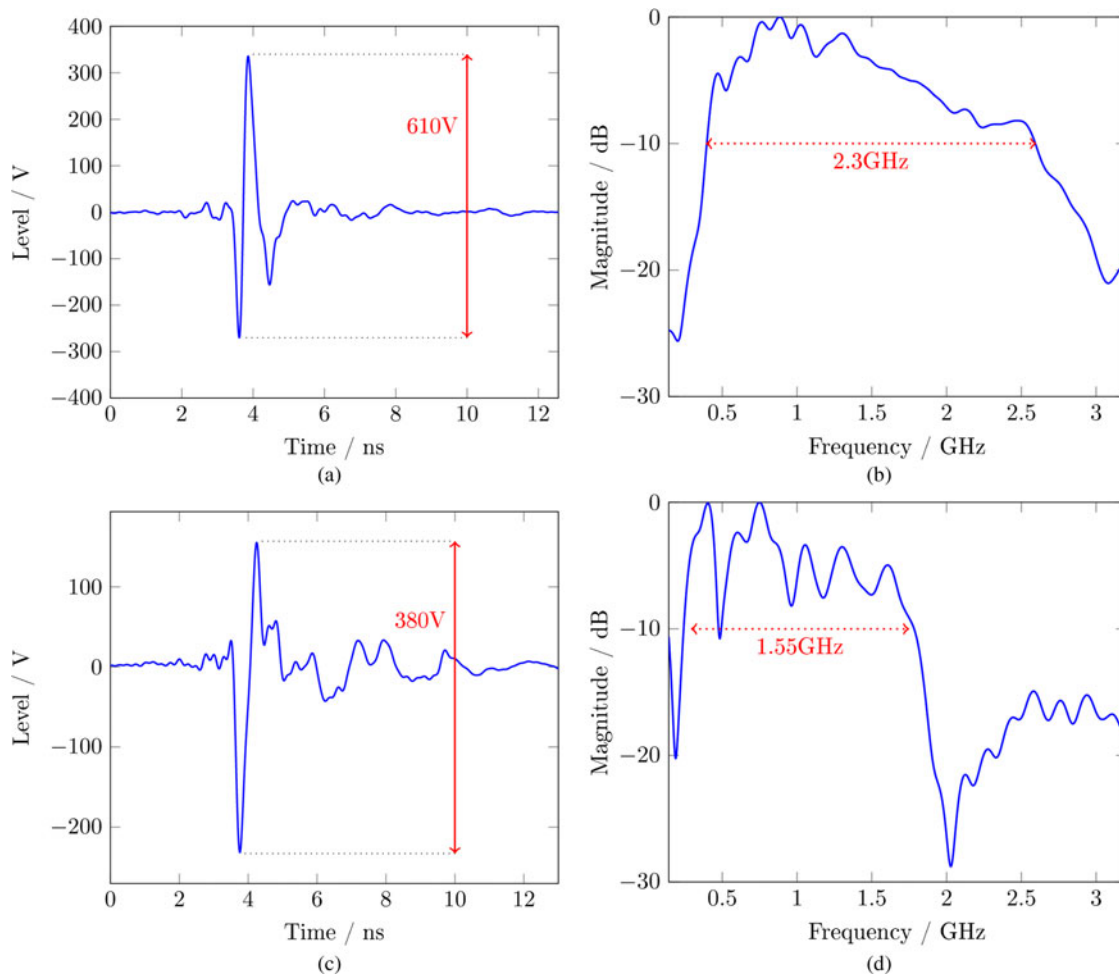 400
300
200
100
0
−100
−200
−300
−400
Level / V
610V
0 2 4 6 8 10 12
Time / ns
(a)
0
−10
−20
−30
Magnitude / dB
2.3GHz
0.5 1 1.5 2 2.5 3
Frequency / GHz
(b)
100
0
−100
−200
Level / V
380V
0 2 4 6 8 10 12
Time / ns
(c)
0
−10
−20
−30
Magnitude / dB
1.55GHz
0.5 1 1.5 2 2.5 3
Frequency / GHz
(d)